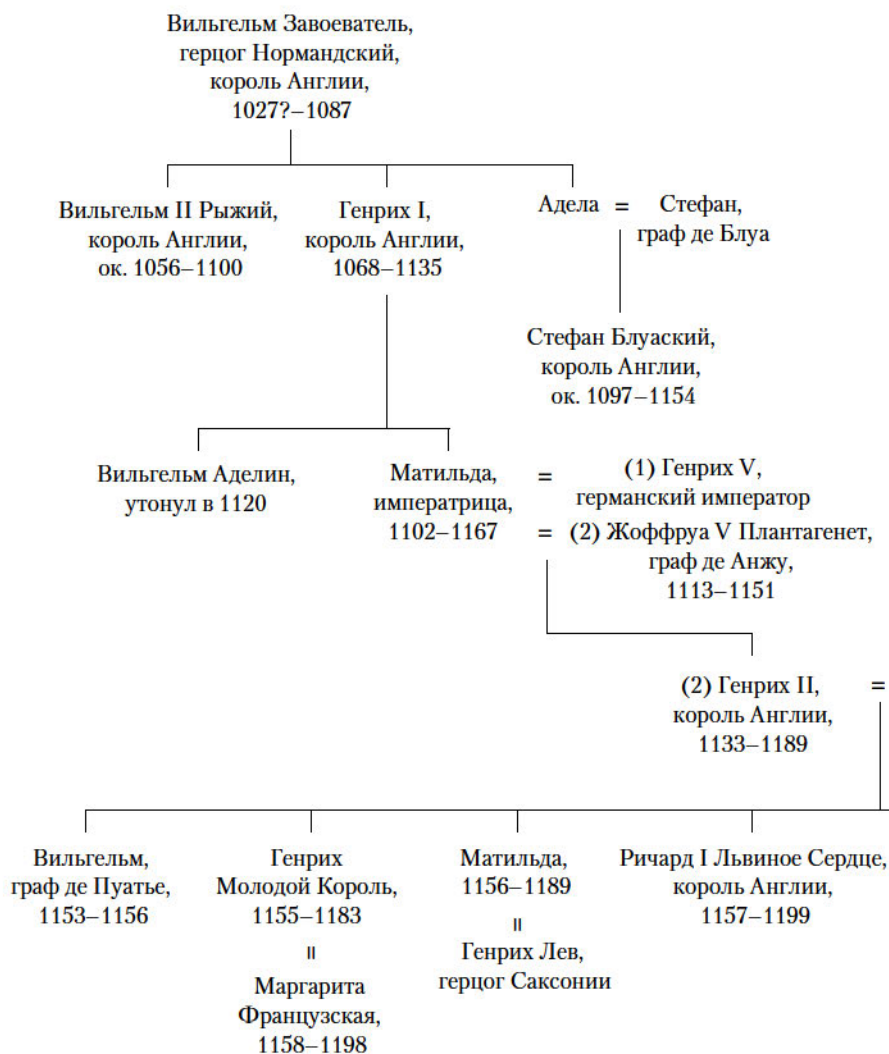 Вильгельм Завоеватель,
герцог Нормандский,
король Англии,
1027?–1087
Вильгельм II Рыжий,
король Англии,
ок. 1056–1100
Генрих I,
король Англии,
1068–1135
Адела = Стефан,
граф де Блуа
Стефан Блуаский,
король Англии,
ок. 1097–1154
Вильгельм Аделин,
утонул в 1120
Матильда,
императрица,
1102–1167
= (1) Генрих V,
германский император
= (2) Жоффруа V Плантагенет,
граф де Анжу,
1113–1151
(2) Генрих II, =
король Англии,
1133–1189
Вильгельм,
граф де Пуатье,
1153–1156
Генрих
Молодой Король,
1155–1183
=
Маргарита
Французская,
1158–1198
Матильда,
1156–1189
=
Генрих Лев,
герцог Саксонии
Ричард I Львиное Сердце,
король Англии,
1157–1199